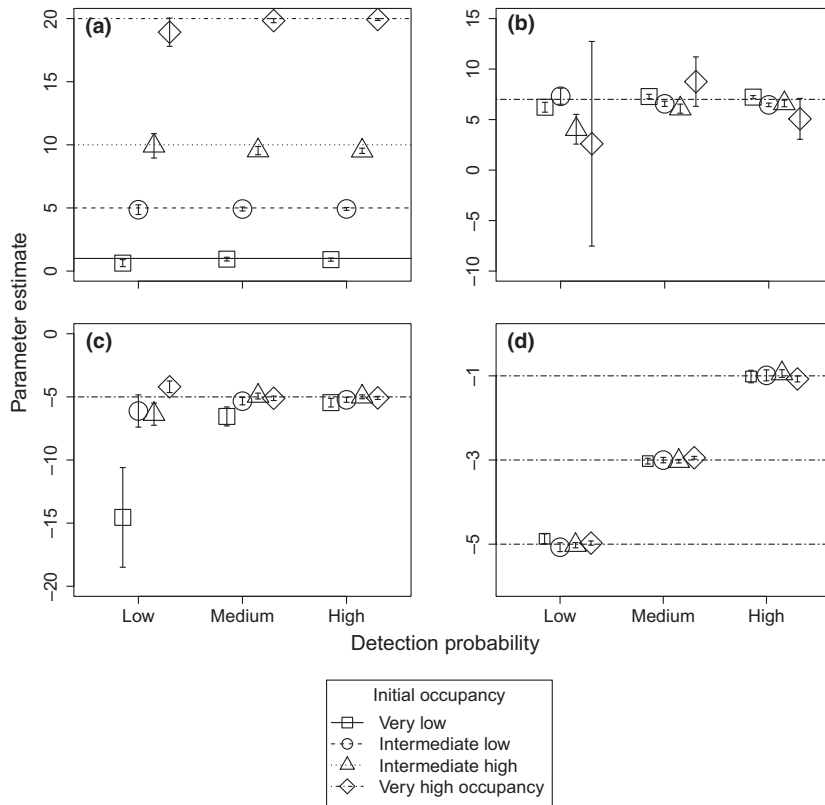 (a)
20
15
10
5
0
(b)
15
10
5
0
−5
−10
Parameter estimate
(c)
0
−5
−10
−15
−20
Low Medium High
(d)
−1
−3
−5
Low Medium High
Detection probability
Initial occupancy
Very low
Intermediate low
Intermediate high
Very high occupancy